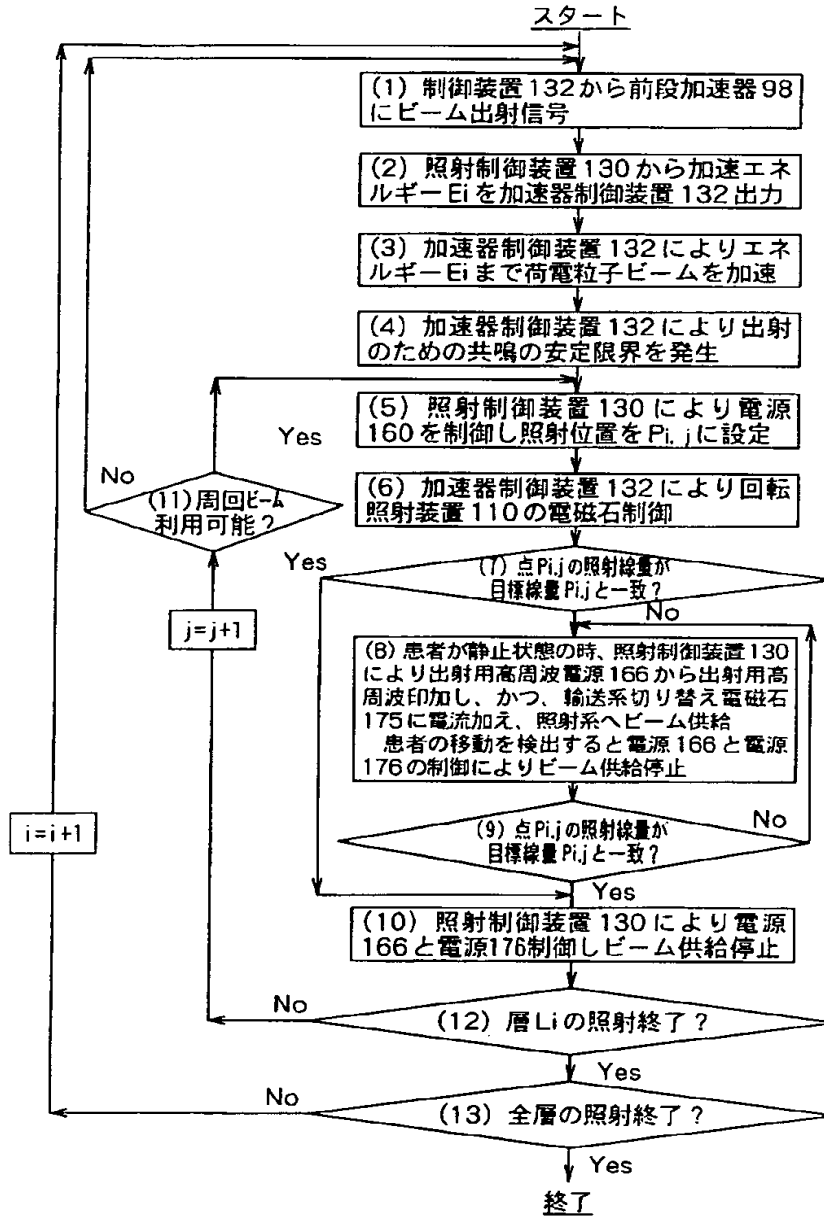 スタート
(1) 制御装置132から前段加速器98
にビーム出射信号
(2) 照射制御装置130から加速エネ
ルギーEiを加速器制御装置132出力
(3) 加速器制御装置132によりエネ
ルギーEiまで荷電粒子ビームを加速
(4) 加速器制御装置132により出射
のための共鳴の安定限界を発生
(5) 照射制御装置130により電源
160を制御し照射位置をPi,jに設定
Yes
No
(11)周回ビーム
利用可能?
(6) 加速器制御装置132により回転
照射装置110の電磁石制御
(7) 点Pi,jの照射線量が
目標線量Pi,jと一致?
Yes
No
j=j+1
(8)患者が静止状態の時、照射制御装置130
により出射用高周波電源166から出射用高
周波印加し、かつ、輸送系切り替え電磁石
175に電流加え、照射系へビーム供給
患者の移動を検出すると電源166と電源
176の制御によりビーム供給停止
i=i+1
(9) 点Pi,jの照射線量が
目標線量Pi,jと一致?
No
Yes
(10) 照射制御装置130により電源
166と電源176制御しビーム供給停止
No
(12) 層Liの照射終了?
Yes
No
(13) 全層の照射終了?
Yes
終了